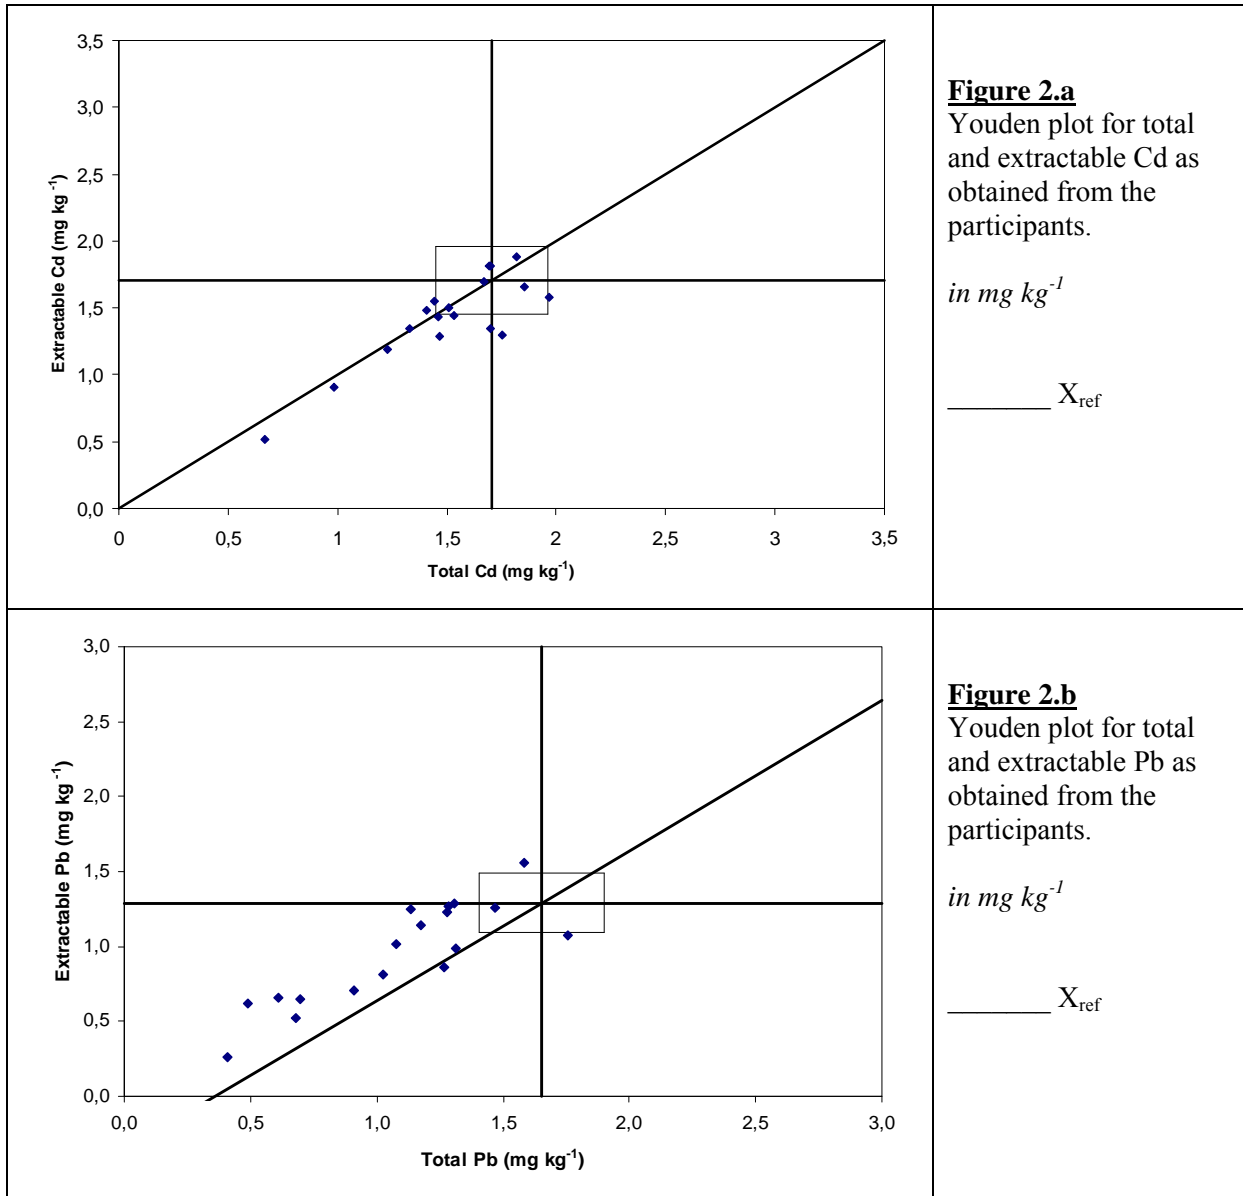 3,5
3,0
2,5
2,0
1,5
1,0
0,5
0,0
Extractable Cd (mg kg⁻¹)
0 0,5 1 1,5 2 2,5 3 3,5
Total Cd (mg kg⁻¹)
Figure 2.a
Youden plot for total
and extractable Cd as
obtained from the
participants.
in mg kg⁻¹
_______ Xref
3,0
2,5
2,0
1,5
1,0
0,5
0,0
Extractable Pb (mg kg⁻¹)
0,0 0,5 1,0 1,5 2,0 2,5 3,0
Total Pb (mg kg⁻¹)
Figure 2.b
Youden plot for total
and extractable Pb as
obtained from the
participants.
in mg kg⁻¹
_______ Xref